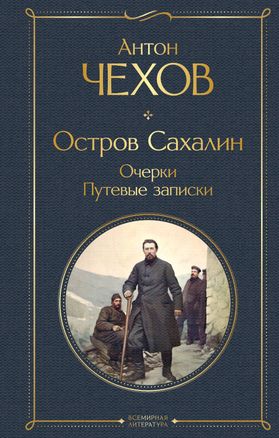 Антон
ЧЕХОВ
Остров Сахалин
Очерки
Путевые записки
ВСЕМИРНАЯ
ЛИТЕРАТУРА